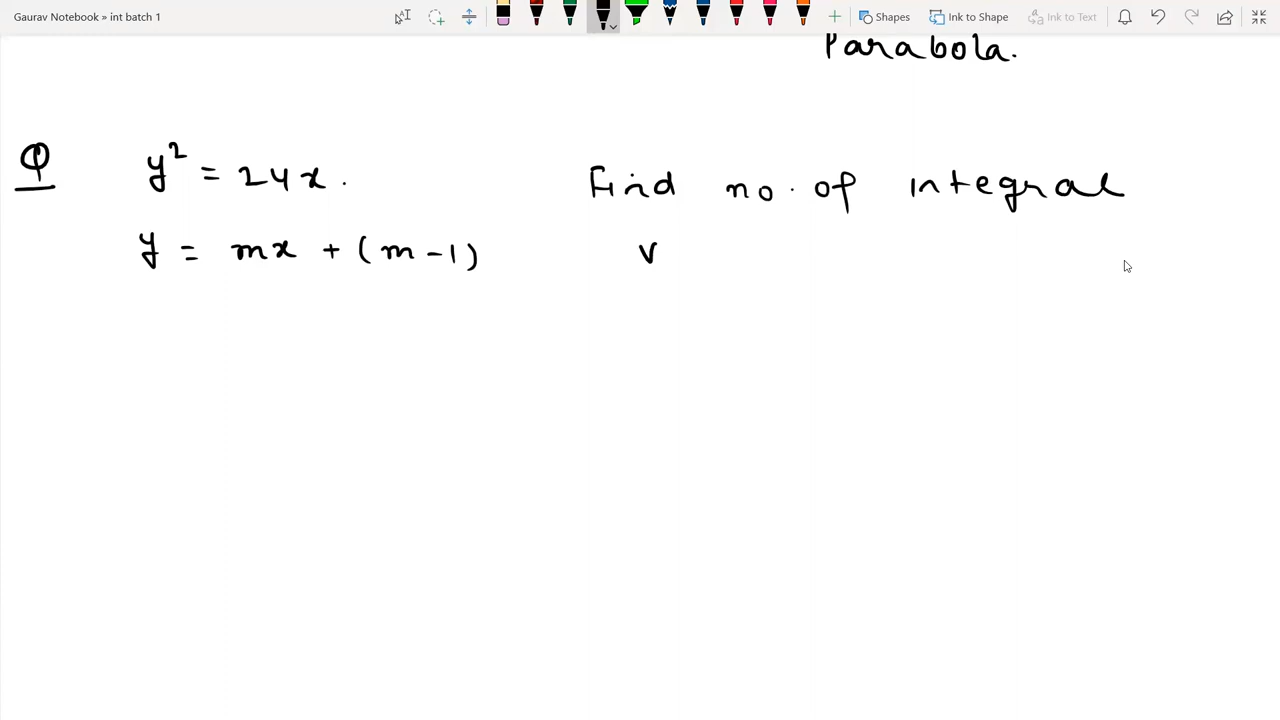 Gaurav Notebook » int batch 1
Shapes
Ink to Shape
Ink to Text
Parabola.
Q y² = 24x. Find no. of integral
y = mx + (m-1) v